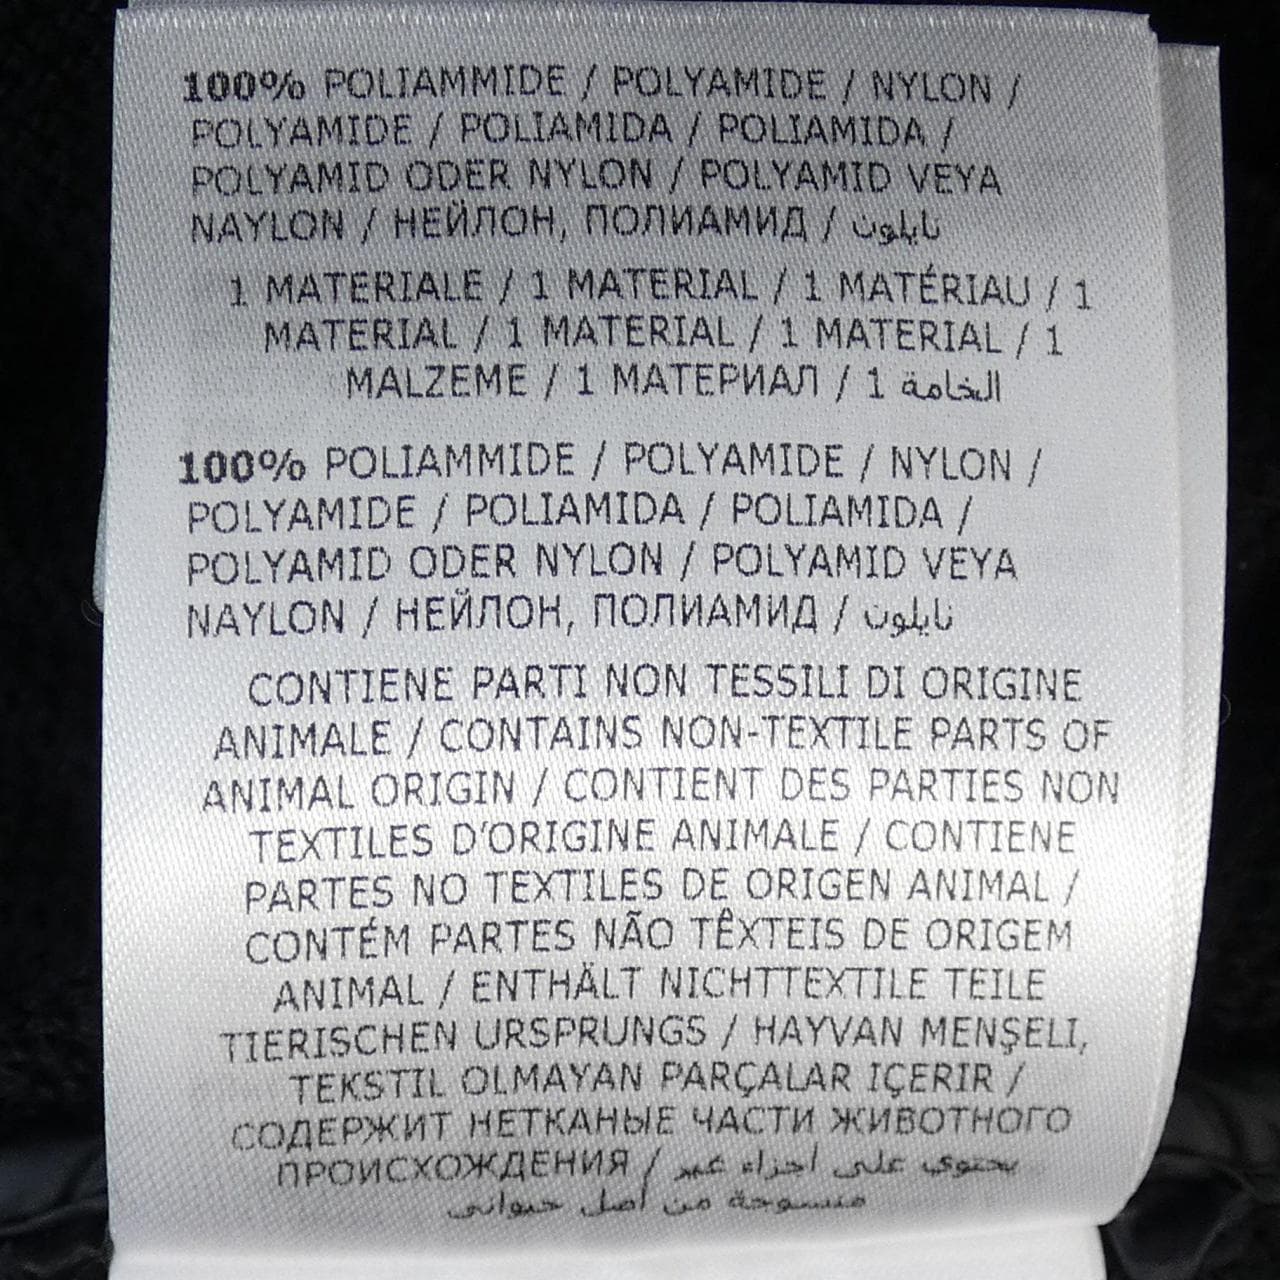 100% POLIAMMIDE / POLYAMIDE / NYLON /
POLYAMIDE / POLIAMIDA / POLIAMIDA /
POLYAMID ODER NYLON / POLYAMID VEYA
NAYLON / НЕЙЛОН, ПОЛИАМИД / نايلون
1 MATERIALE / 1 MATERIAL / 1 MATÉRIAU / 1
MATERIAL / 1 MATERIAL / 1 MATERIAL / 1
MALZEME / 1 МАТЕРИАЛ / 1 الخامة
100% POLIAMMIDE / POLYAMIDE / NYLON /
POLYAMIDE / POLIAMIDA / POLIAMIDA /
POLYAMID ODER NYLON / POLYAMID VEYA
NAYLON / НЕЙЛОН, ПОЛИАМИД / نايلون
CONTIENE PARTI NON TESSILI DI ORIGINE
ANIMALE / CONTAINS NON-TEXTILE PARTS OF
ANIMAL ORIGIN / CONTIENT DES PARTIES NON
TEXTILES D'ORIGINE ANIMALE / CONTIENE
PARTES NO TEXTILES DE ORIGEN ANIMAL /
CONTÉM PARTES NÃO TÊXTEIS DE ORIGEM
ANIMAL / ENTHÄLT NICHTTEXTILE TEILE
TIERISCHEN URSPRUNGS / HAYVAN MENŞELI,
TEKSTIL OLMAYAN PARÇALAR IÇERIR /
СОДЕРЖИТ НЕТКАНЫЕ ЧАСТИ ЖИВОТНОГО
ПРОИСХОЖДЕНИЯ / يحتوي على أجزاء غير
منسوجة من أصل حيواني